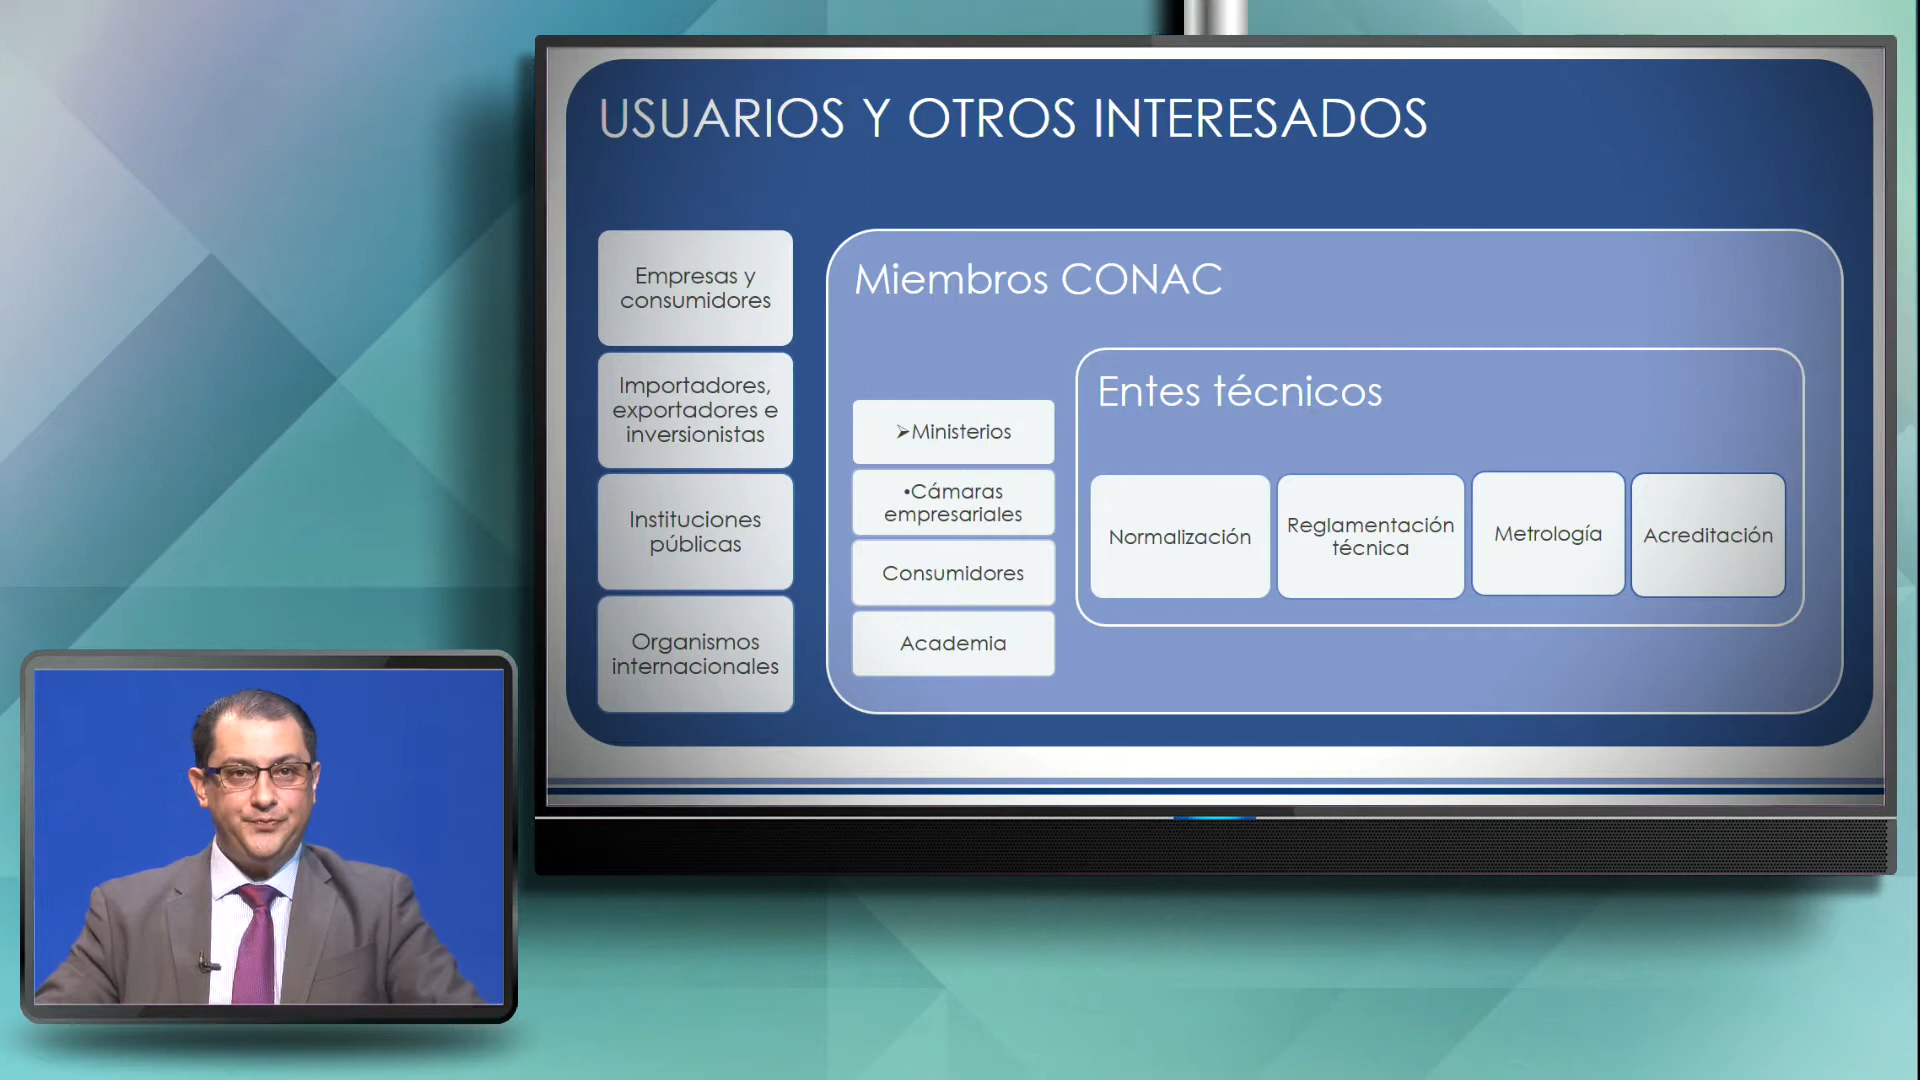 USUARIOS Y OTROS INTERESADOS
Empresas y
consumidores
Importadores,
exportadores e
inversionistas
Instituciones
públicas
Organismos
internacionales
Miembros CONAC
➢Ministerios
•Cámaras
empresariales
Consumidores
Academia
Entes técnicos
Normalización
Reglamentación
técnica
Metrología
Acreditación